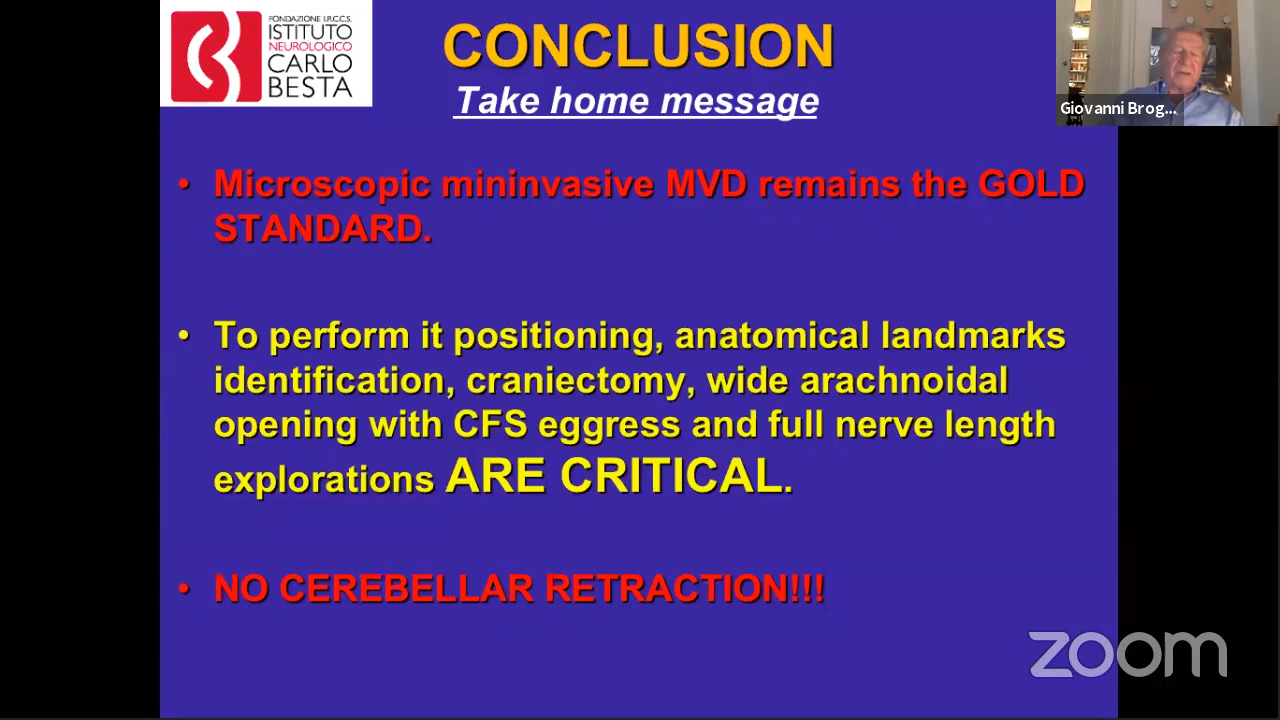 FONDAZIONE I.R.C.C.S.
ISTITUTO
NEUROLOGICO
CARLO
BESTA
CONCLUSION
Take home message
Giovanni Brog...
• Microscopic mininvasive MVD remains the GOLD
STANDARD.
• To perform it positioning, anatomical landmarks
identification, craniectomy, wide arachnoidal
opening with CFS eggress and full nerve length
explorations ARE CRITICAL.
• NO CEREBELLAR RETRACTION!!!
zoom